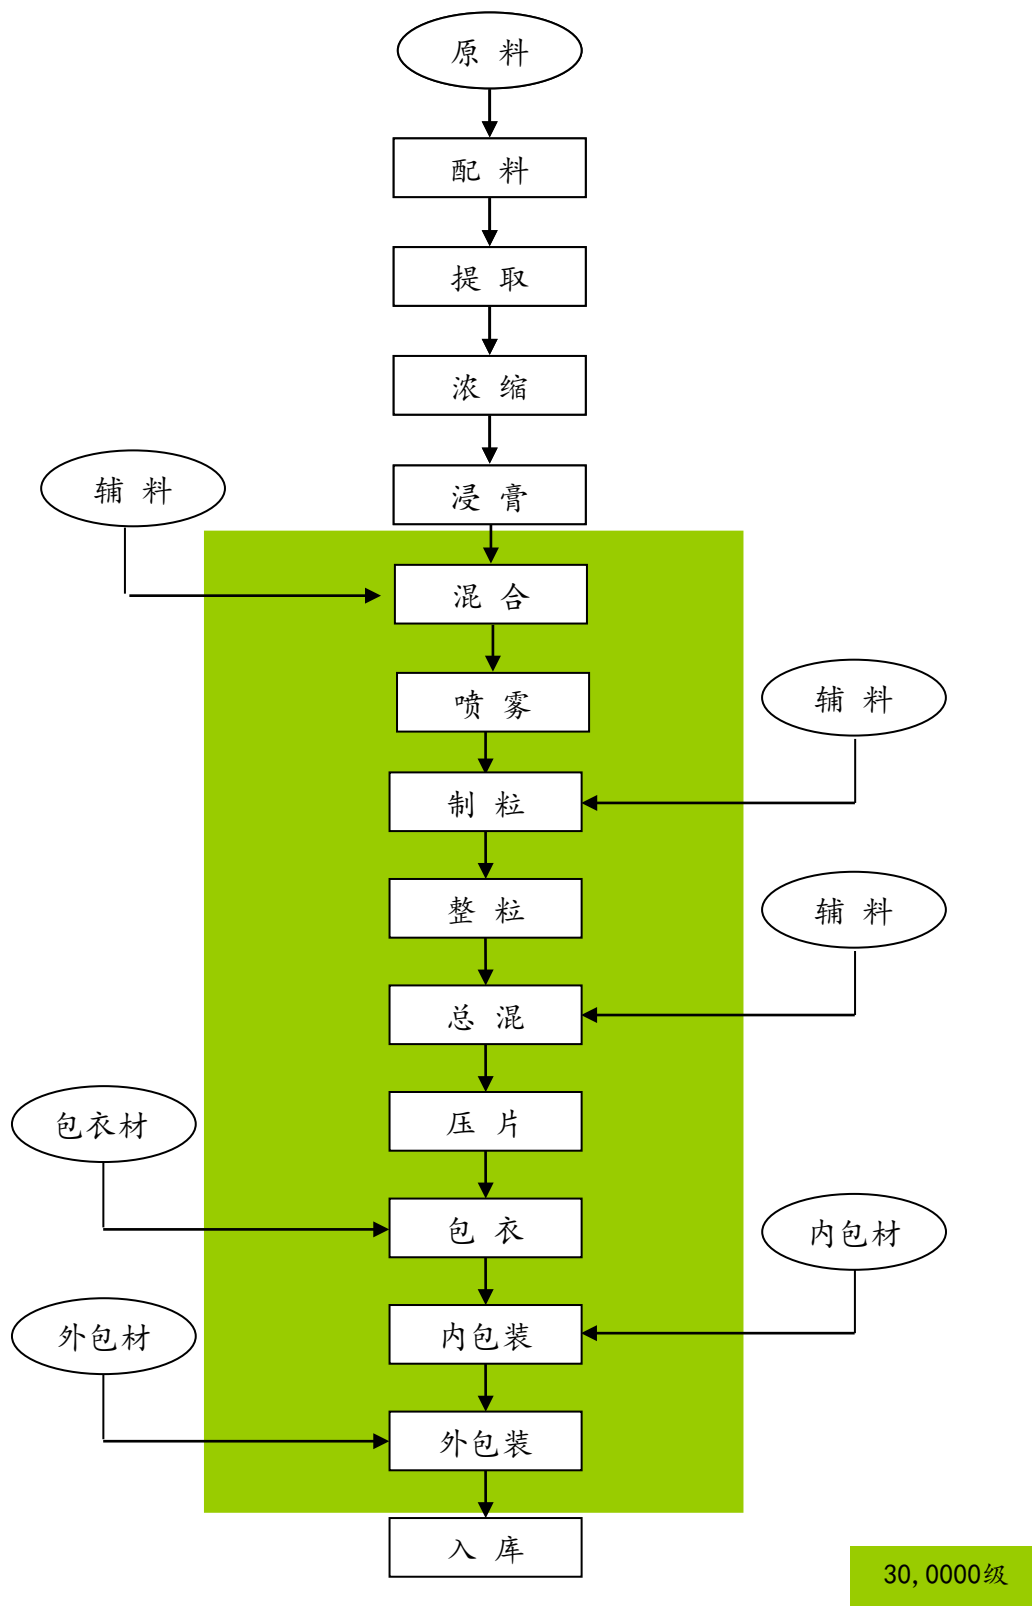 原 料
配 料
提 取
浓 缩
辅 料
浸 膏
混 合
辅 料
喷 雾
制 粒
辅 料
整 粒
总 混
包衣材
压 片
包 衣
内包材
外包材
内包装
外包装
入 库
30,0000级